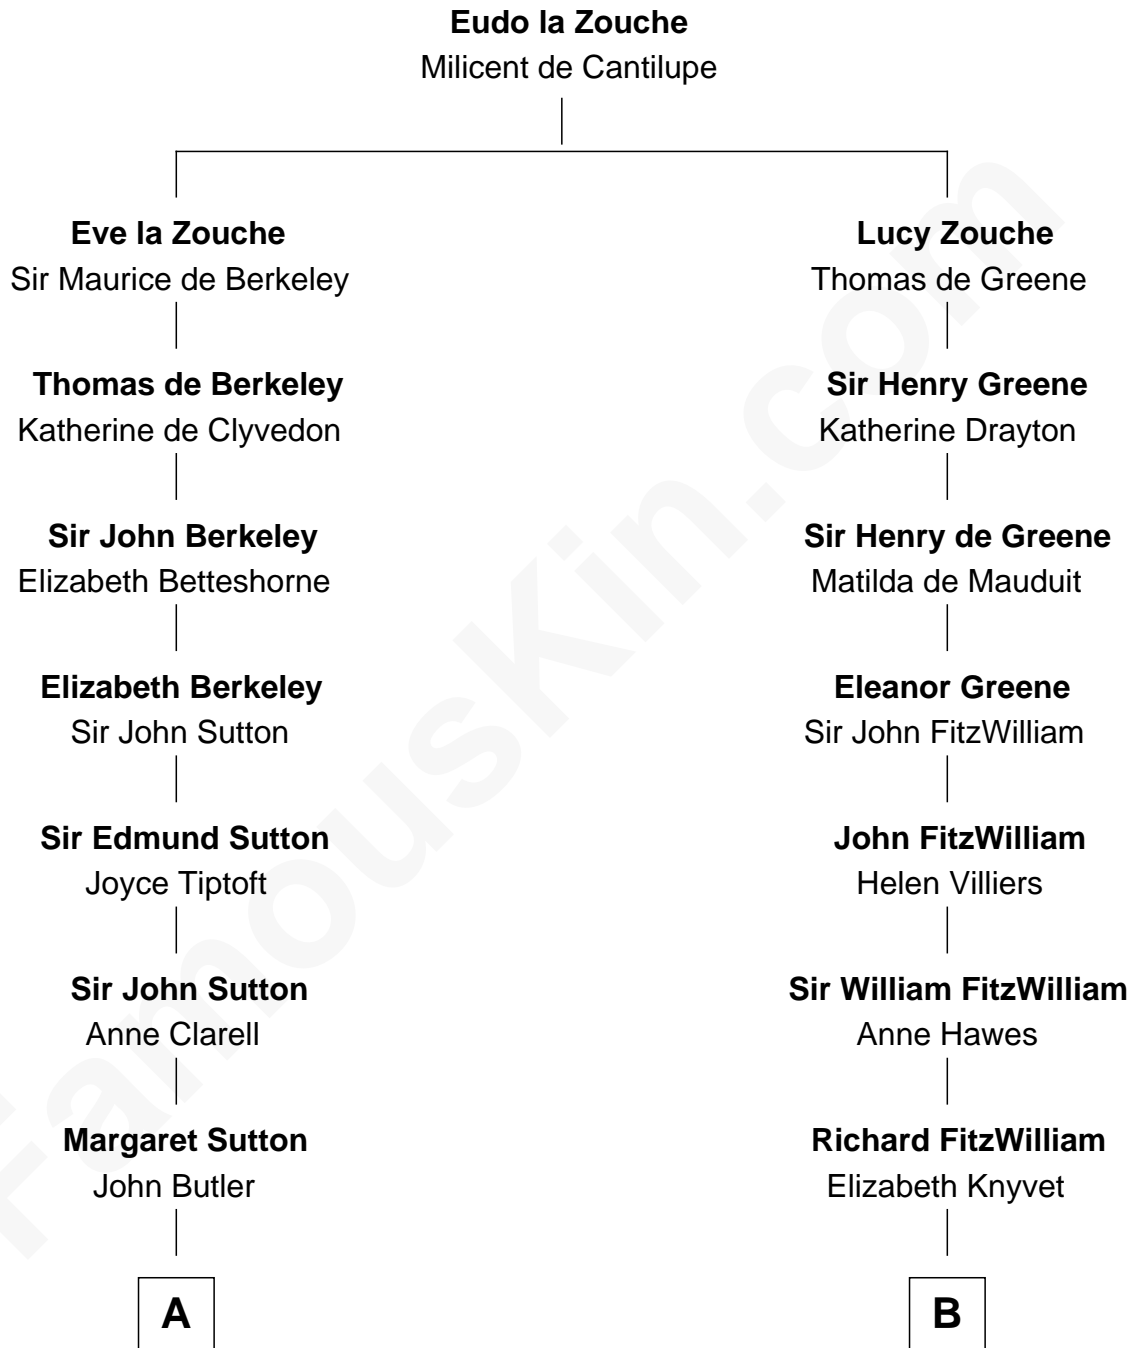 Eudo la Zouche
Milicent de Cantilupe
Eve la Zouche
Sir Maurice de Berkeley
Lucy Zouche
Thomas de Greene
Thomas de Berkeley
Katherine de Clyvedon
Sir Henry Greene
Katherine Drayton
Sir John Berkeley
Elizabeth Betteshorne
Sir Henry de Greene
Matilda de Mauduit
Elizabeth Berkeley
Sir John Sutton
Eleanor Greene
Sir John FitzWilliam
Sir Edmund Sutton
Joyce Tiptoft
John FitzWilliam
Helen Villiers
Sir John Sutton
Anne Clarell
Sir William FitzWilliam
Anne Hawes
Margaret Sutton
John Butler
Richard FitzWilliam
Elizabeth Knyvet
A
B
FamousKin.com